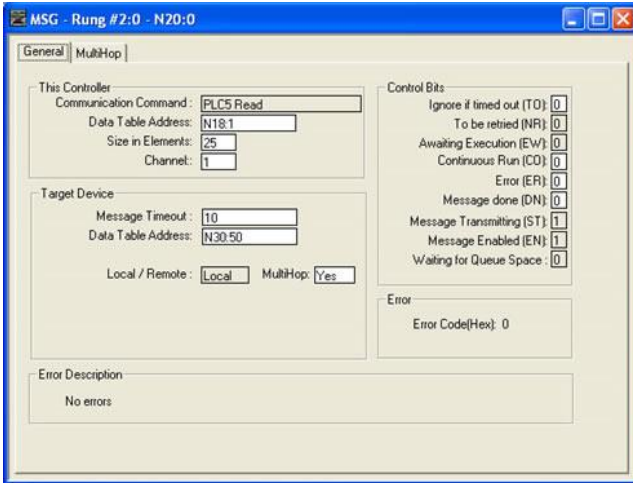 MSG - Rung #2:0 - N20:0
General MultiHop
This Controller
Communication Command : PLC5 Read
Data Table Address: N18:1
Size in Elements: 25
Channel: 1
Target Device
Message Timeout : 10
Data Table Address: N30:50
Local / Remote : Local MultiHop: Yes
Control Bits
Ignore if timed out (TO): 0
To be retried (NR): 0
Awaiting Execution (EW): 0
Continuous Run (CO): 0
Error (ER): 0
Message done (DN): 0
Message Transmitting (ST): 1
Message Enabled (EN): 1
Waiting for Queue Space : 0
Error
Error Code(Hex): 0
Error Description
No errors